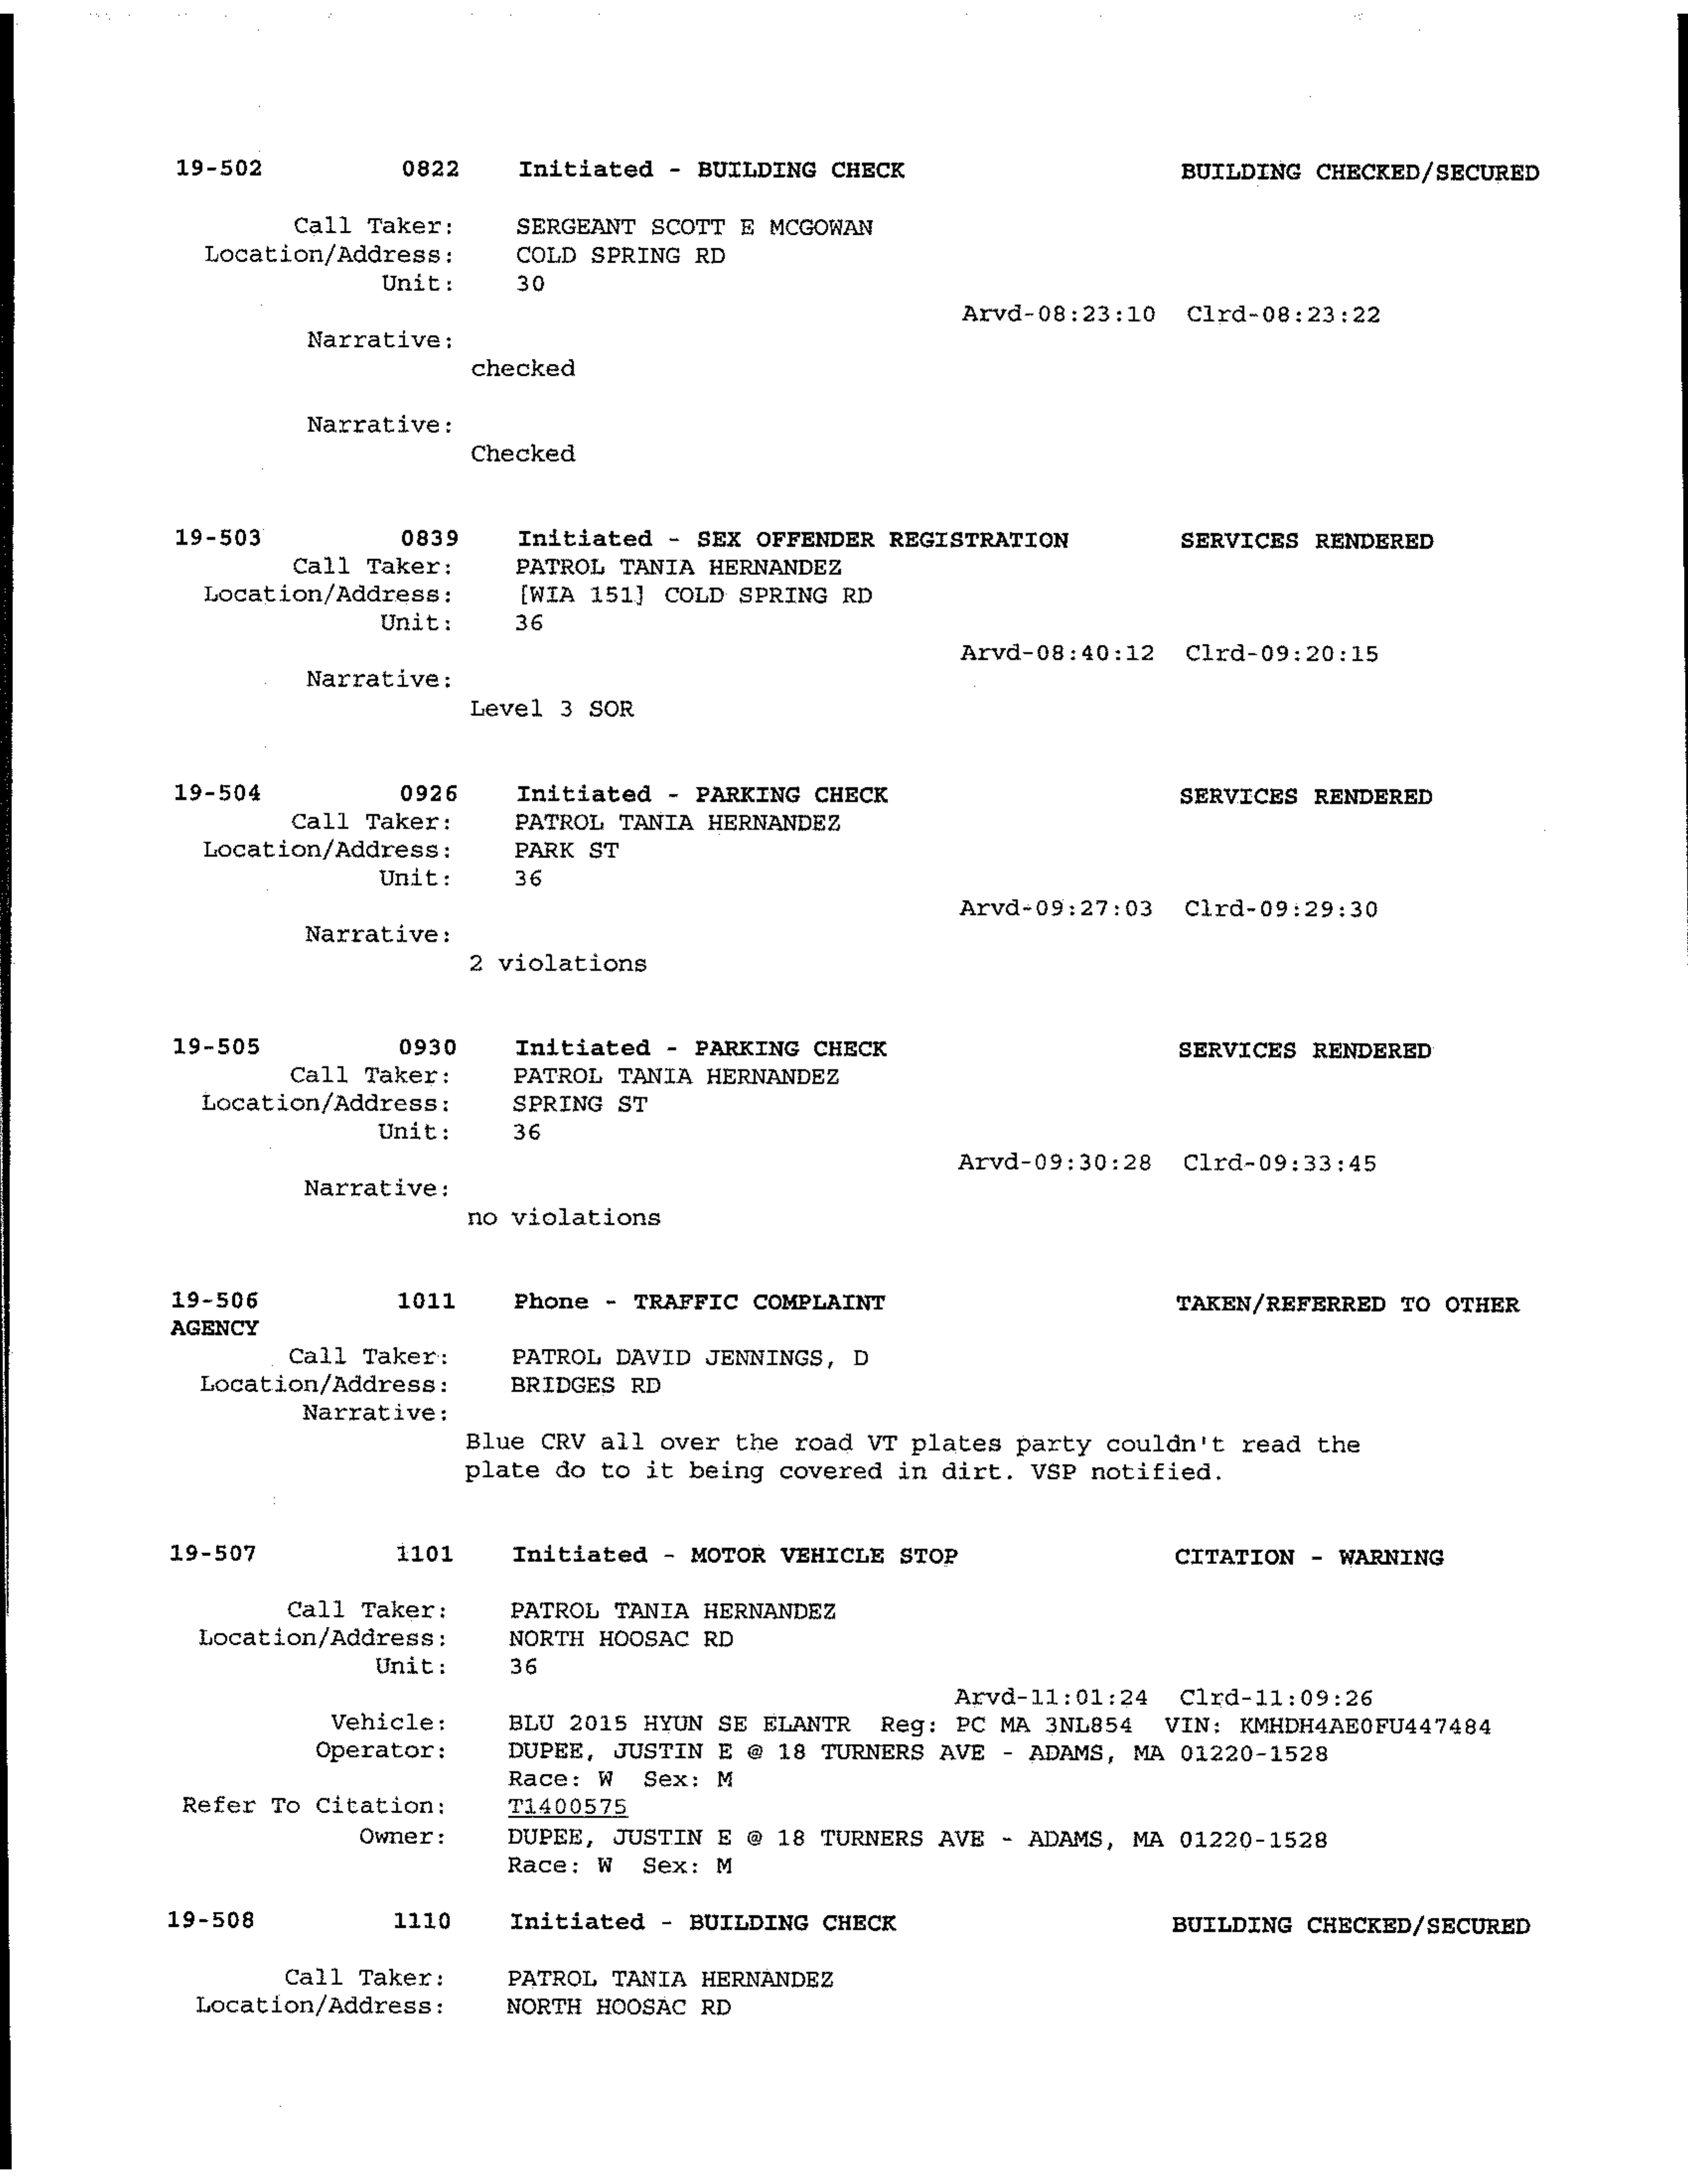 19-502 0822 Initiated - BUILDING CHECK BUILDING CHECKED/SECURED
Call Taker: SERGEANT SCOTT E MCGOWAN
Location/Address: COLD SPRING RD
Unit: 30
Arvd-08:23:10 Clrd-08:23:22
Narrative:
checked
Narrative:
Checked
19-503 0839 Initiated - SEX OFFENDER REGISTRATION SERVICES RENDERED
Call Taker: PATROL TANIA HERNANDEZ
Location/Address: [WIA 151] COLD SPRING RD
Unit: 36
Arvd-08:40:12 Clrd-09:20:15
Narrative:
Level 3 SOR
19-504 0926 Initiated - PARKING CHECK SERVICES RENDERED
Call Taker: PATROL TANIA HERNANDEZ
Location/Address: PARK ST
Unit: 36
Arvd-09:27:03 Clrd-09:29:30
Narrative:
2 violations
19-505 0930 Initiated - PARKING CHECK SERVICES RENDERED
Call Taker: PATROL TANIA HERNANDEZ
Location/Address: SPRING ST
Unit: 36
Arvd-09:30:28 Clrd-09:33:45
Narrative:
no violations
19-506 1011 Phone - TRAFFIC COMPLAINT TAKEN/REFERRED TO OTHER
AGENCY
Call Taker: PATROL DAVID JENNINGS, D
Location/Address: BRIDGES RD
Narrative:
Blue CRV all over the road VT plates party couldn't read the
plate do to it being covered in dirt. VSP notified.
19-507 1101 Initiated - MOTOR VEHICLE STOP CITATION - WARNING
Call Taker: PATROL TANIA HERNANDEZ
Location/Address: NORTH HOOSAC RD
Unit: 36
Arvd-11:01:24 Clrd-11:09:26
Vehicle: BLU 2015 HYUN SE ELANTR Reg: PC MA 3NL854 VIN: KMHDH4AE0FU447484
Operator: DUPEE, JUSTIN E @ 18 TURNERS AVE - ADAMS, MA 01220-1528
Race: W Sex: M
Refer To Citation: T1400575
Owner: DUPEE, JUSTIN E @ 18 TURNERS AVE - ADAMS, MA 01220-1528
Race: W Sex: M
19-508 1110 Initiated - BUILDING CHECK BUILDING CHECKED/SECURED
Call Taker: PATROL TANIA HERNANDEZ
Location/Address: NORTH HOOSAC RD